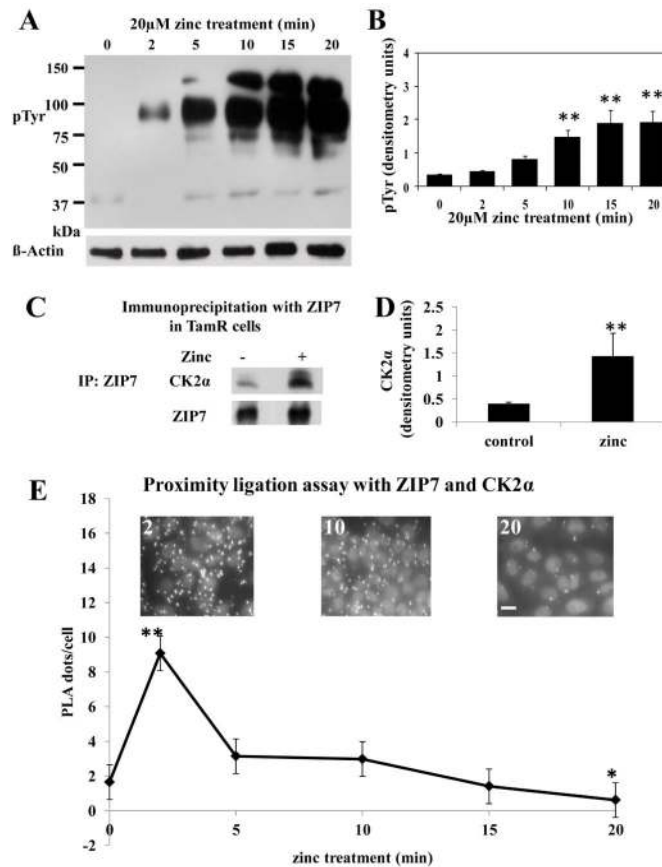 A
20µM zinc treatment (min)
0 2 5 10 15 20
150
pTyr
100
75
50
37
kDa
ß-Actin
B
pTyr (densitometry units)
4
3
2
1
0
** ** **
0 2 5 10 15 20
20µM zinc treatment (min)
C
Immunoprecipitation with ZIP7
in TamR cells
Zinc - +
IP: ZIP7 CK2α
ZIP7
D
CK2α
(densitometry units)
2.5
2
1.5
1
0.5
0
**
control zinc
E
Proximity ligation assay with ZIP7 and CK2α
PLA dots/cell
18
16
14
12
10
8
6
4
2
0
-2
2 10 20
**
*
0 5 10 15 20
zinc treatment (min)